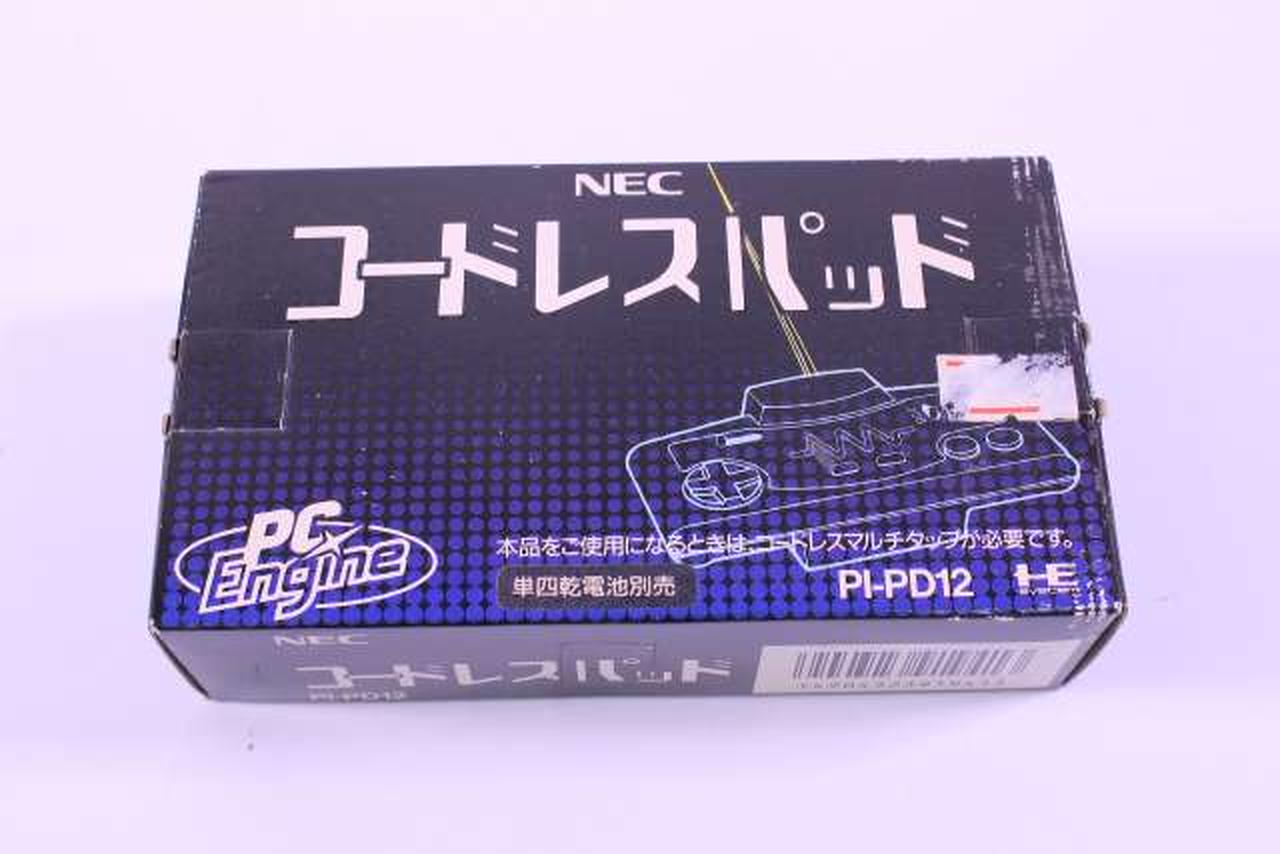 NEC
コードレスパッド
PC Engine
本品をご使用になるときは、コードレスマルチタップが必要です。
単四乾電池別売
PI-PD12
HE
NEC
コードレスパッド
PI-PD12